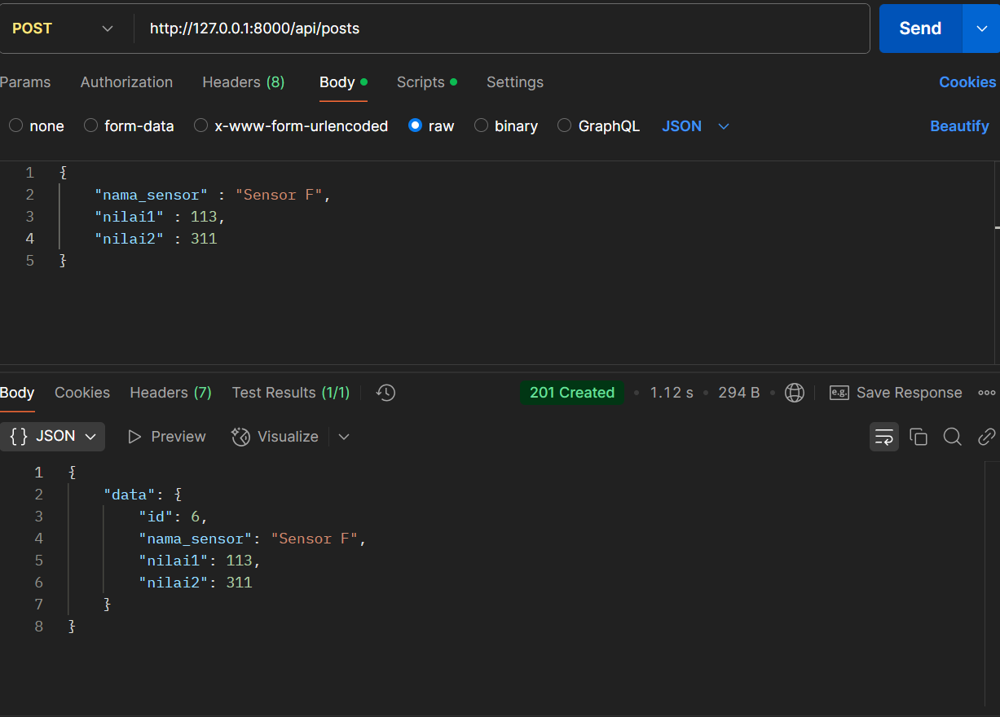 POST http://127.0.0.1:8000/api/posts Send
Params Authorization Headers (8) Body Scripts Settings Cookies
none form-data x-www-form-urlencoded raw binary GraphQL JSON Beautify
1 {
2 "nama_sensor" : "Sensor F",
3 "nilai1" : 113,
4 "nilai2" : 311
5 }
Body Cookies Headers (7) Test Results (1/1) 201 Created • 1.12 s • 294 B • e.g. Save Response
{} JSON Preview Visualize
1 {
2 "data": {
3 "id": 6,
4 "nama_sensor": "Sensor F",
5 "nilai1": 113,
6 "nilai2": 311
7 }
8 }